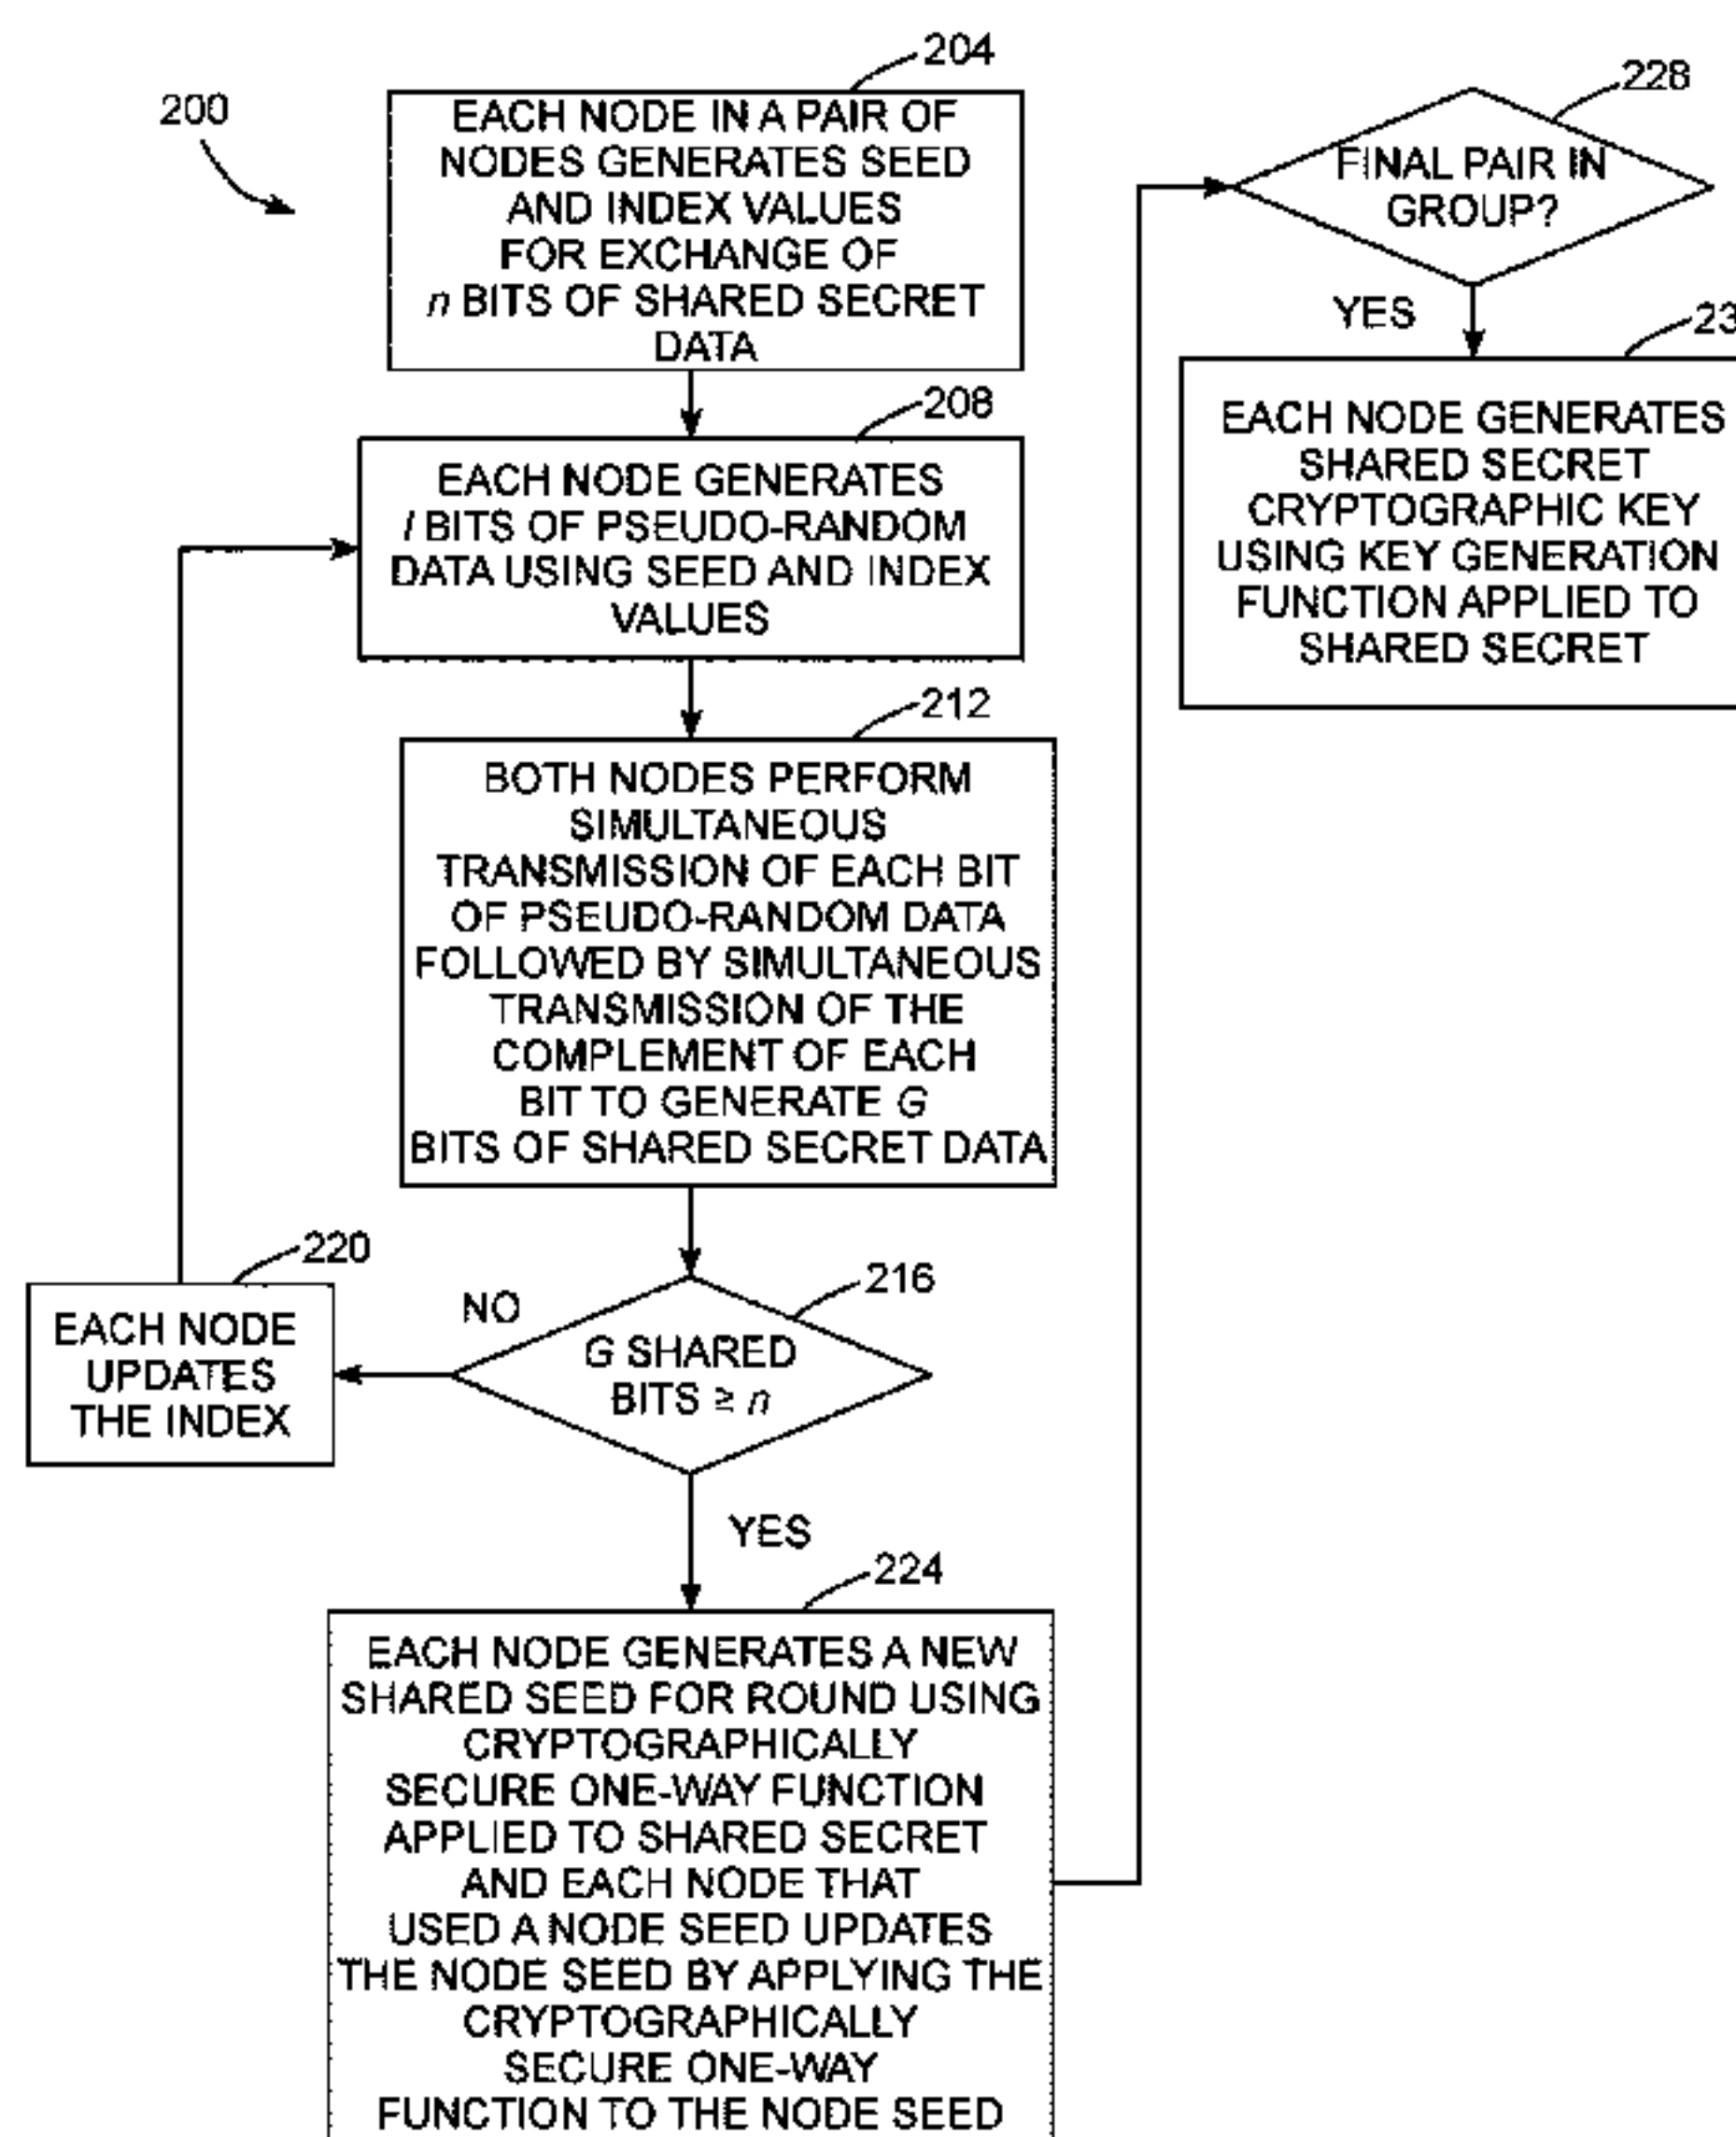 200
204
EACH NODE IN A PAIR OF
NODES GENERATES SEED
AND INDEX VALUES
FOR EXCHANGE OF
n BITS OF SHARED SECRET
DATA
208
EACH NODE GENERATES
l BITS OF PSEUDO-RANDOM
DATA USING SEED AND INDEX
VALUES
212
BOTH NODES PERFORM
SIMULTANEOUS
TRANSMISSION OF EACH BIT
OF PSEUDO-RANDOM DATA
FOLLOWED BY SIMULTANEOUS
TRANSMISSION OF THE
COMPLEMENT OF EACH
BIT TO GENERATE G
BITS OF SHARED SECRET DATA
216
G SHARED
BITS ≥ n
NO
220
EACH NODE
UPDATES
THE INDEX
YES
224
EACH NODE GENERATES A NEW
SHARED SEED FOR ROUND USING
CRYPTOGRAPHICALLY
SECURE ONE-WAY FUNCTION
APPLIED TO SHARED SECRET
AND EACH NODE THAT
USED A NODE SEED UPDATES
THE NODE SEED BY APPLYING THE
CRYPTOGRAPHICALLY
SECURE ONE-WAY
FUNCTION TO THE NODE SEED
228
FINAL PAIR IN
GROUP?
YES
EACH NODE GENERATES
SHARED SECRET
CRYPTOGRAPHIC KEY
USING KEY GENERATION
FUNCTION APPLIED TO
SHARED SECRET